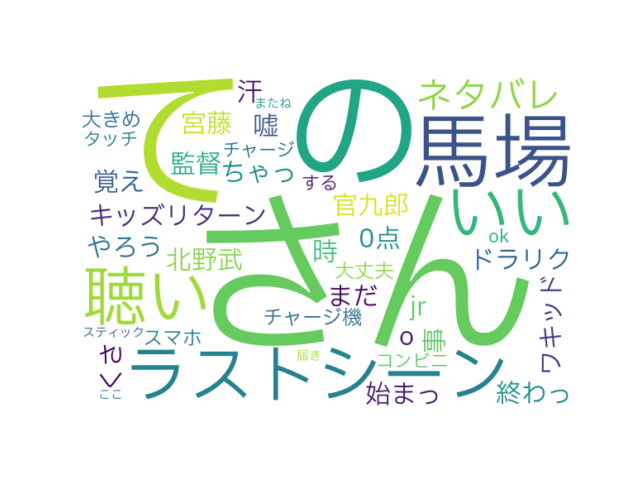 て
の
汗
またね
ネタバレ
大きめ
タッチ
宮藤
嘘
監督
チャージ
ちゃっ
馬場
覚え
する
キッズリターン
官九郎
いい
さん
やろう
北野武
時
0点
ok
ドラリク
聴い
大丈夫
まだ
jr
ワキッド
チャージ機
スティック
スマホ
o
事
れ
く
ラストシーン
届き
コンビニ
ここ
始まっ
終わっ